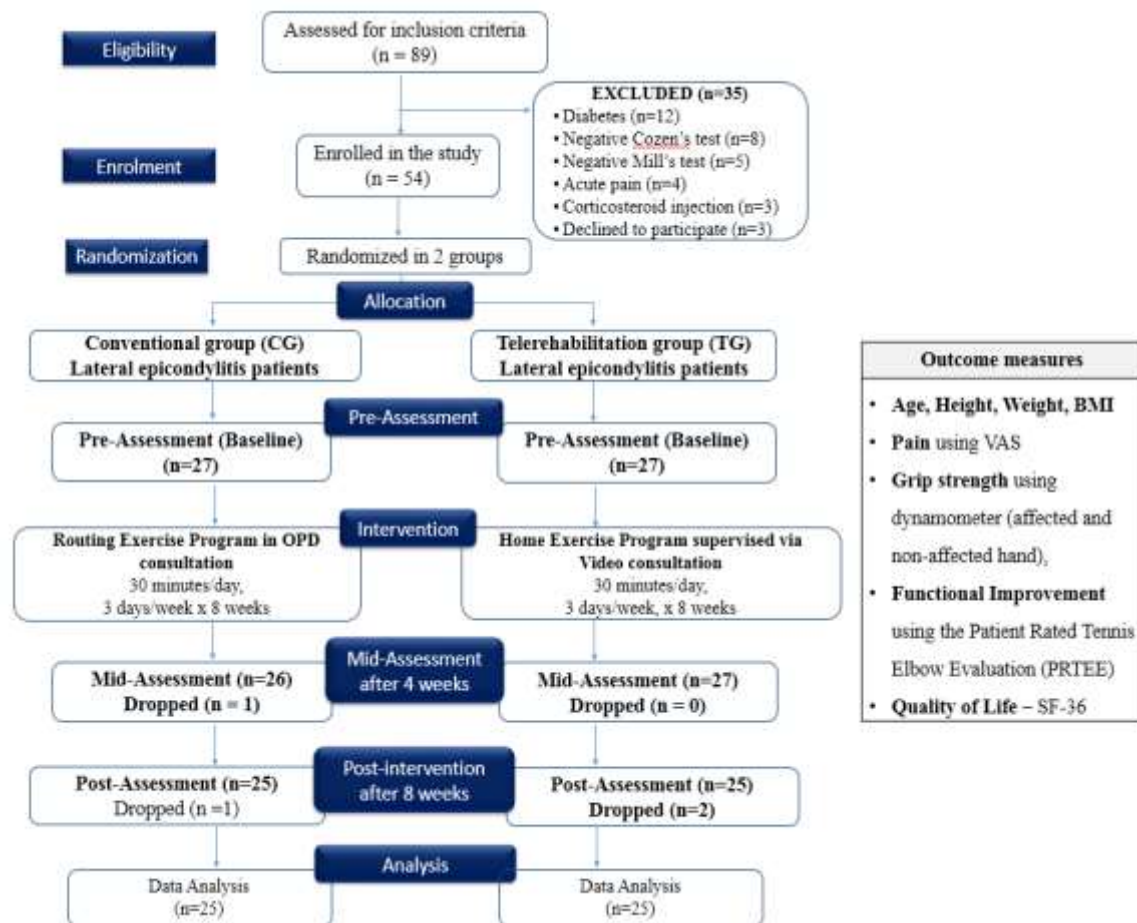 Eligibility
Assessed for inclusion criteria
(n = 89)
EXCLUDED (n=35)
• Diabetes (n=12)
• Negative Cozen's test (n=8)
• Negative Mill's test (n=5)
• Acute pain (n=4)
• Corticosteroid injection (n=3)
• Declined to participate (n=3)
Enrolment
Enrolled in the study
(n = 54)
Randomization
Randomized in 2 groups
Allocation
Conventional group (CG)
Lateral epicondylitis patients
Telerehabilitation group (TG)
Lateral epicondylitis patients
Pre-Assessment
Pre-Assessment (Baseline)
(n=27)
Pre-Assessment (Baseline)
(n=27)
Intervention
Routing Exercise Program in OPD
consultation
30 minutes/day,
3 days/week x 8 weeks
Home Exercise Program supervised via
Video consultation
30 minutes/day,
3 days/week, x 8 weeks
Mid-Assessment
after 4 weeks
Mid-Assessment (n=26)
Dropped (n = 1)
Mid-Assessment (n=27)
Dropped (n = 0)
Post-intervention
after 8 weeks
Post-Assessment (n=25)
Dropped (n =1)
Post-Assessment (n=25)
Dropped (n=2)
Analysis
Data Analysis
(n=25)
Data Analysis
(n=25)
Outcome measures
• Age, Height, Weight, BMI
• Pain using VAS
• Grip strength using
dynamometer (affected and
non-affected hand),
• Functional Improvement
using the Patient Rated Tennis
Elbow Evaluation (PRTEE)
• Quality of Life – SF-36